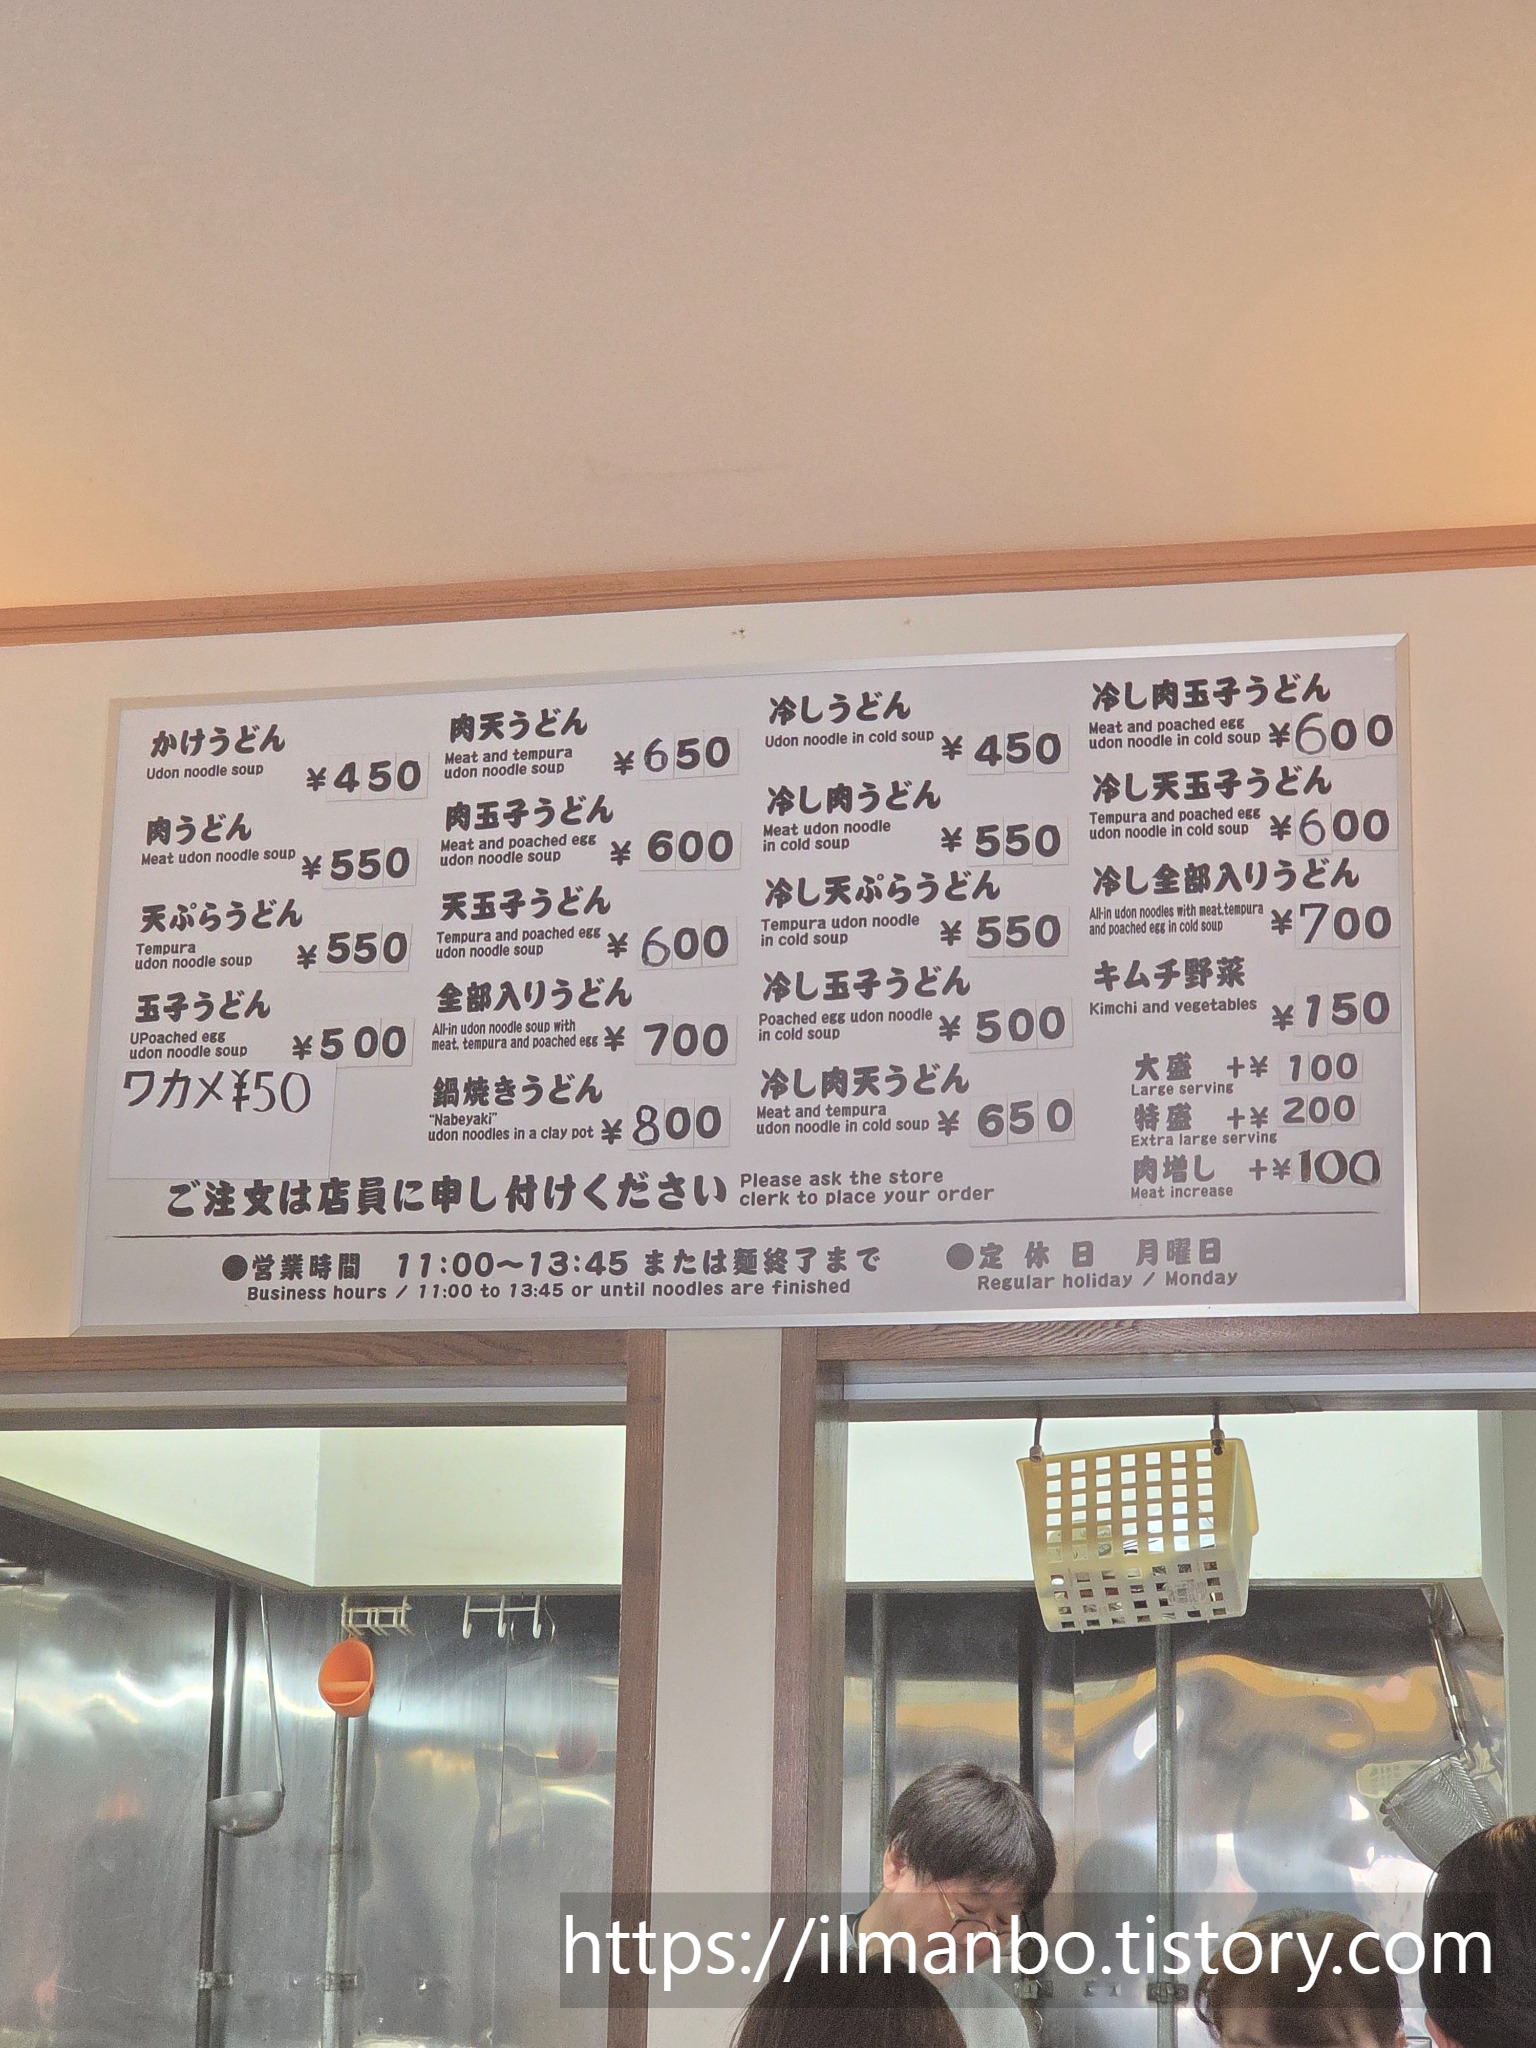 かけうどん
Udon noodle soup
¥450
肉うどん
Meat udon noodle soup
¥550
天ぷらうどん
Tempura
udon noodle soup
¥550
玉子うどん
UPoached egg
udon noodle soup
¥500
ワカメ¥50
肉天うどん
Meat and tempura
udon noodle soup
¥650
肉玉子うどん
Meat and poached egg
udon noodle soup
¥600
天玉子うどん
Tempura and poached egg
udon noodle soup
¥600
全部入りうどん
All-in udon noodle soup with
meat, tempura and poached egg
¥700
鍋焼きうどん
"Nabeyaki"
udon noodles in a clay pot
¥800
冷しうどん
Udon noodle in cold soup
¥450
冷し肉うどん
Meat udon noodle
in cold soup
¥550
冷し天ぷらうどん
Tempura udon noodle
in cold soup
¥550
冷し玉子うどん
Poached egg udon noodle
in cold soup
¥500
冷し肉天うどん
Meat and tempura
udon noodle in cold soup
¥650
冷し肉玉子うどん
Meat and poached egg
udon noodle in cold soup
¥600
冷し天玉子うどん
Tempura and poached egg
udon noodle in cold soup
¥600
冷し全部入りうどん
All-in udon noodles with meat,tempura
and poached egg in cold soup
¥700
キムチ野菜
Kimchi and vegetables
¥150
大盛 +¥100
Large serving
特盛 +¥200
Extra large serving
肉増し +¥100
Meat increase
ご注文は店員に申し付けください
Please ask the store
clerk to place your order
●営業時間 11:00〜13:45 または麺終了まで
Business hours / 11:00 to 13:45 or until noodles are finished
●定休日 月曜日
Regular holiday / Monday
https://ilmanbo.tistory.com